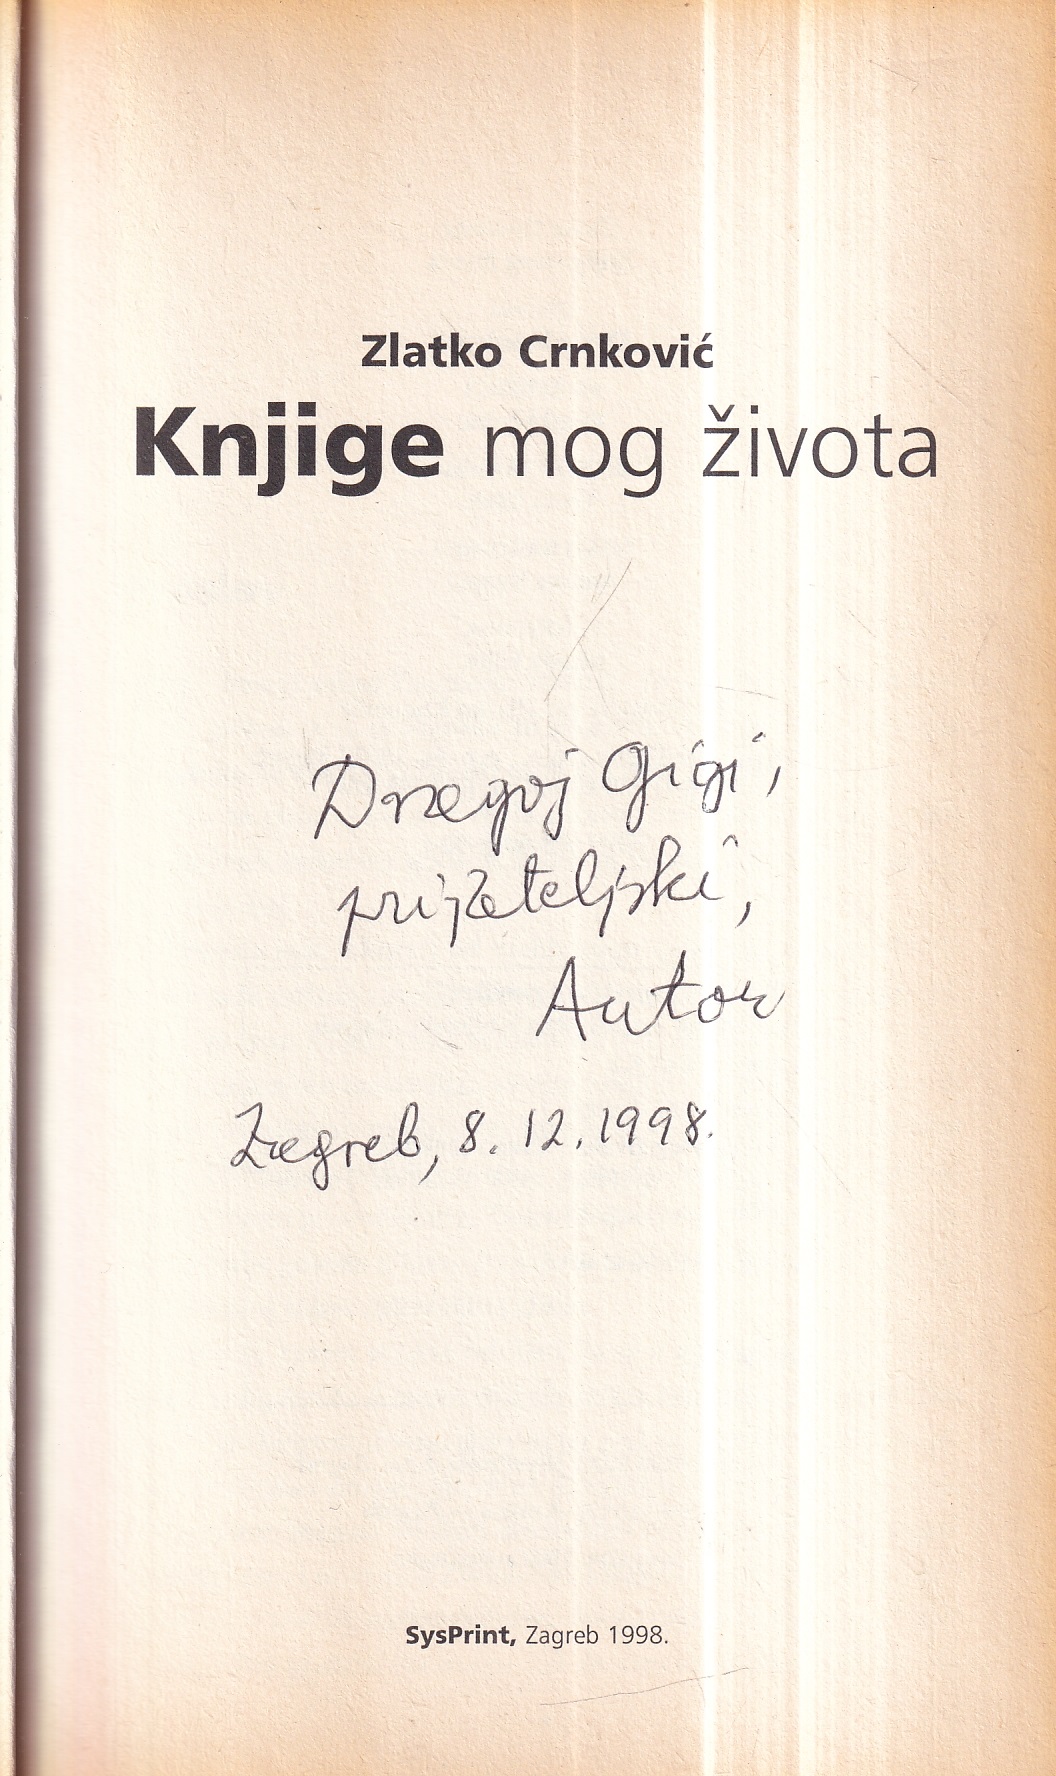 Zlatko Crnković
Knjige mog života
Dragoj Gigi,
prijateljski,
Autor
Zagreb, 8. 12. 1998.
SysPrint, Zagreb 1998.